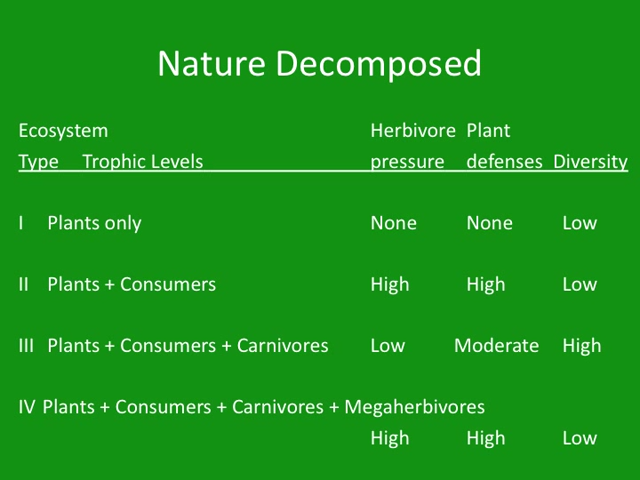 Nature Decomposed
Ecosystem Herbivore Plant
Type Trophic Levels pressure defenses Diversity
I Plants only None None Low
II Plants + Consumers High High Low
III Plants + Consumers + Carnivores Low Moderate High
IV Plants + Consumers + Carnivores + Megaherbivores
High High Low